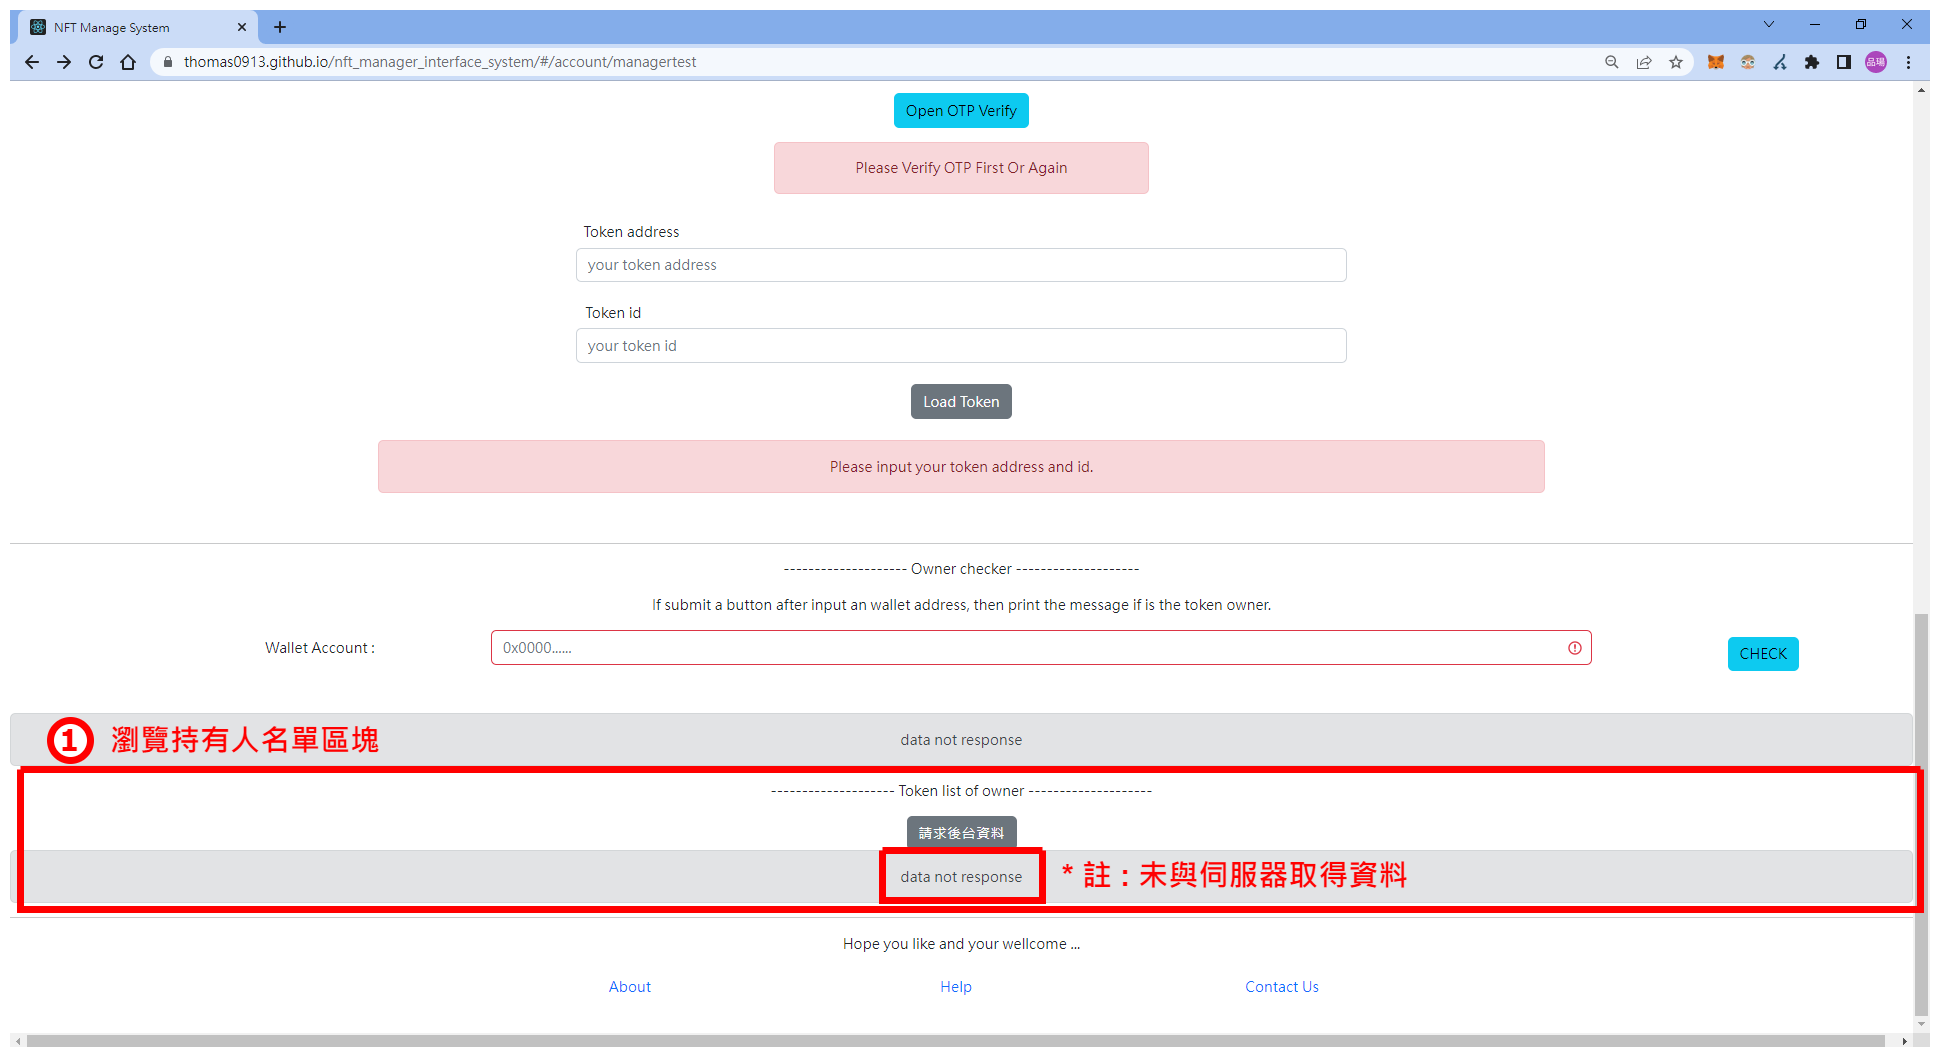 NFT Manage System
thomas0913.github.io/nft_manager_interface_system/#/account/managertest
品瑒
Open OTP Verify
Please Verify OTP First Or Again
Token address
your token address
Token id
your token id
Load Token
Please input your token address and id.
-------------------- Owner checker --------------------
If submit a button after input an wallet address, then print the message if is the token owner.
Wallet Account :
0x0000......
CHECK
1 瀏覽持有人名單區塊
data not response
-------------------- Token list of owner --------------------
請求後台資料
data not response
* 註：未與伺服器取得資料
Hope you like and your wellcome ...
About
Help
Contact Us